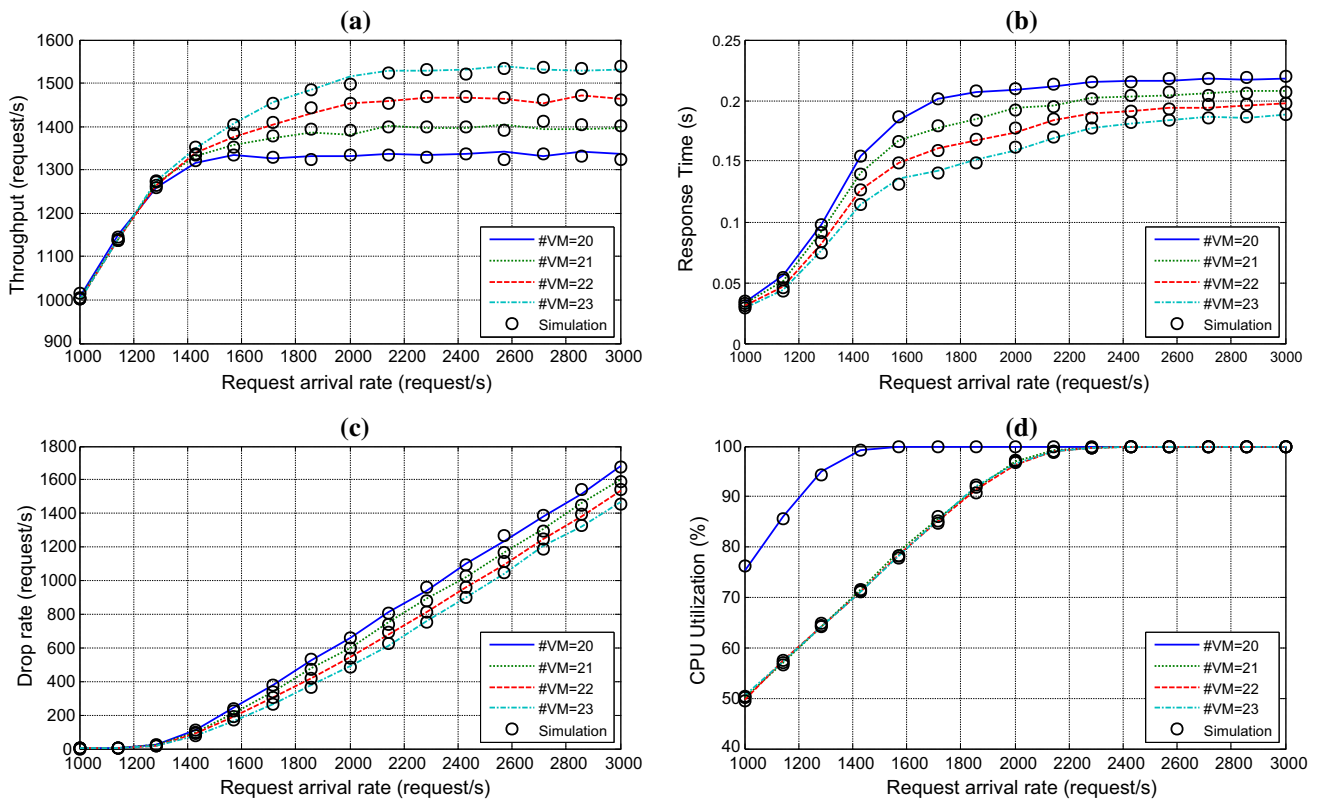 (a)
1600
1500
1400
1300
1200
1100
1000
900
Throughput (request/s)
#VM=20
#VM=21
#VM=22
#VM=23
Simulation
1000 1200 1400 1600 1800 2000 2200 2400 2600 2800 3000
Request arrival rate (request/s)
(b)
0.25
0.2
0.15
0.1
0.05
0
Response Time (s)
#VM=20
#VM=21
#VM=22
#VM=23
Simulation
1000 1200 1400 1600 1800 2000 2200 2400 2600 2800 3000
Request arrival rate (request/s)
(c)
1800
1600
1400
1200
1000
800
600
400
200
0
Drop rate (request/s)
#VM=20
#VM=21
#VM=22
#VM=23
Simulation
1000 1200 1400 1600 1800 2000 2200 2400 2600 2800 3000
Request arrival rate (request/s)
(d)
100
90
80
70
60
50
40
CPU Utilization (%)
#VM=20
#VM=21
#VM=22
#VM=23
Simulation
1000 1200 1400 1600 1800 2000 2200 2400 2600 2800 3000
Request arrival rate (request/s)